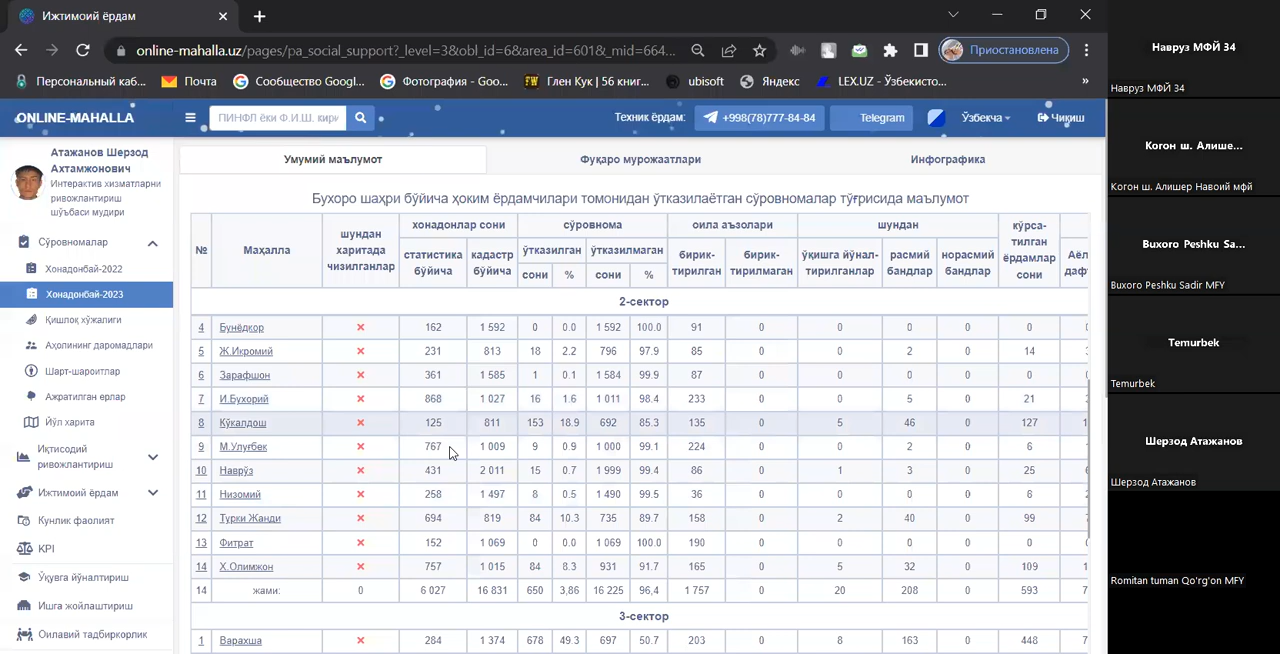 Ижтимоий ёрдам
online-mahalla.uz/pages/pa_social_support?_level=3&obl_id=6&area_id=601&_mid=664...
Приостановлена
Персональный каб...
Почта
Сообщество Googl...
Фотография - Goo...
Глен Кук | 56 книг...
ubisoft
Яндекс
LEX.UZ - Ўзбекисто...
»
ONLINE-MAHALLA
ПИНФЛ ёки Ф.И.Ш. кири
Техник ёрдам:
+998(78)777-84-84
Telegram
Ўзбекча
Чиқиш
Атажанов Шерзод
Ахтамжонович
Интерактив хизматларни
ривожлантириш
шўъбаси мудири
Сўровномалар
Хонадонбай-2022
Хонадонбай-2023
Қишлоқ хўжалиги
Аҳолининг даромадлари
Шарт-шароитлар
Ажратилган ерлар
Йўл харита
Иқтисодий
ривожлантириш
Ижтимоий ёрдам
Кунлик фаолият
KPI
Ўқувга йўналтириш
Ишга жойлаштириш
Оилавий тадбиркорлик
Умумий маълумот
Фуқаро мурожаатлари
Инфографика
Бухоро шаҳри бўйича ҳоким ёрдамчилари томонидан ўтказилаётган сўровномалар тўғрисида маълумот
№ Маҳалла шундан харитада чизилганлар хонадонлар сони сўровнома оила аъзолари шундан кўрса-тилган ёрдамлар сони
статистика бўйича кадастр бўйича ўтказилган ўтказилмаган бирик-тирилган бирик-тирилмаган ўқишга йўнал-тирилганлар расмий бандлар норасмий бандлар Аёл даф
сони % сони %
2-сектор
4 Бунёдкор × 162 1 592 0 0.0 1 592 100.0 91 0 0 0 0 0
5 Ж.Икромий × 231 813 18 2.2 796 97.9 85 0 0 2 0 14
6 Зарафшон × 361 1 585 1 0.1 1 584 99.9 87 0 0 0 0 0
7 И.Бухорий × 868 1 027 16 1.6 1 011 98.4 233 0 0 5 0 21
8 Кўкалдош × 125 811 153 18.9 692 85.3 135 0 5 46 0 127
9 М.Улуғбек × 767 1 009 9 0.9 1 000 99.1 224 0 0 2 0 6
10 Наврўз × 431 2 011 15 0.7 1 999 99.4 86 0 1 3 0 25
11 Низомий × 258 1 497 8 0.5 1 490 99.5 36 0 0 0 0 8
12 Турки Жанди × 694 819 84 10.3 735 89.7 158 0 2 40 0 99
13 Фитрат × 152 1 069 0 0.0 1 069 100.0 190 0 0 0 0 0
14 Х.Олимжон × 757 1 015 84 8.3 931 91.7 165 0 5 32 0 109
14 жами: 0 6 027 16 831 650 3,86 16 225 96,4 1 757 0 20 208 0 593
3-сектор
1 Варахша × 284 1 374 678 49.3 697 50.7 203 0 8 163 0 448
Навруз МФЙ 34
Навруз МФЙ 34
Когон ш. Алише...
Когон ш. Алишер Навоий мфй
Buxoro Peshku Sa...
Buxoro Peshku Sadir MFY
Temurbek
Temurbek
Шерзод Атажанов
Шерзод Атажанов
Romitan tuman Qo'rg'on MFY